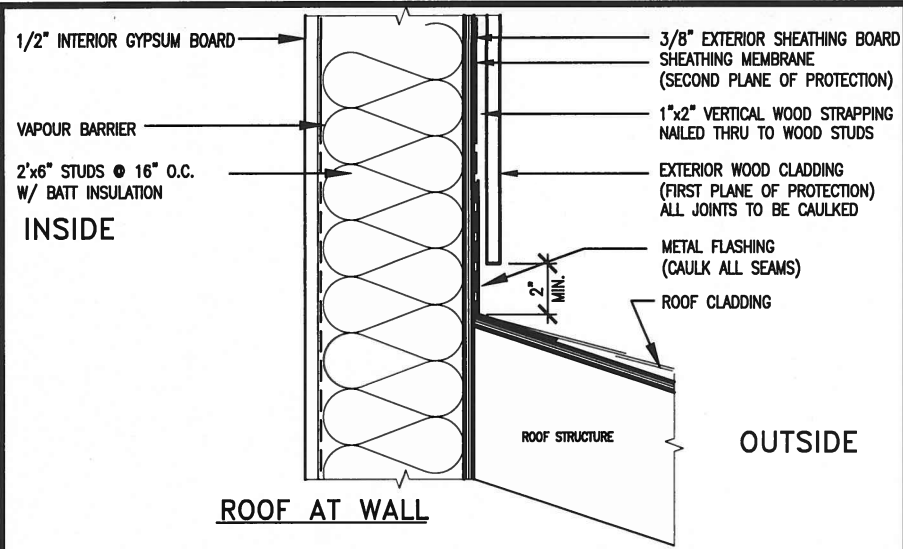 1/2" INTERIOR GYPSUM BOARD
VAPOUR BARRIER
2'x6" STUDS @ 16" O.C.
W/ BATT INSULATION
INSIDE
3/8" EXTERIOR SHEATHING BOARD
SHEATHING MEMBRANE
(SECOND PLANE OF PROTECTION)
1"x2" VERTICAL WOOD STRAPPING
NAILED THRU TO WOOD STUDS
EXTERIOR WOOD CLADDING
(FIRST PLANE OF PROTECTION)
ALL JOINTS TO BE CAULKED
METAL FLASHING
(CAULK ALL SEAMS)
2"
MIN.
ROOF CLADDING
ROOF STRUCTURE
OUTSIDE
ROOF AT WALL